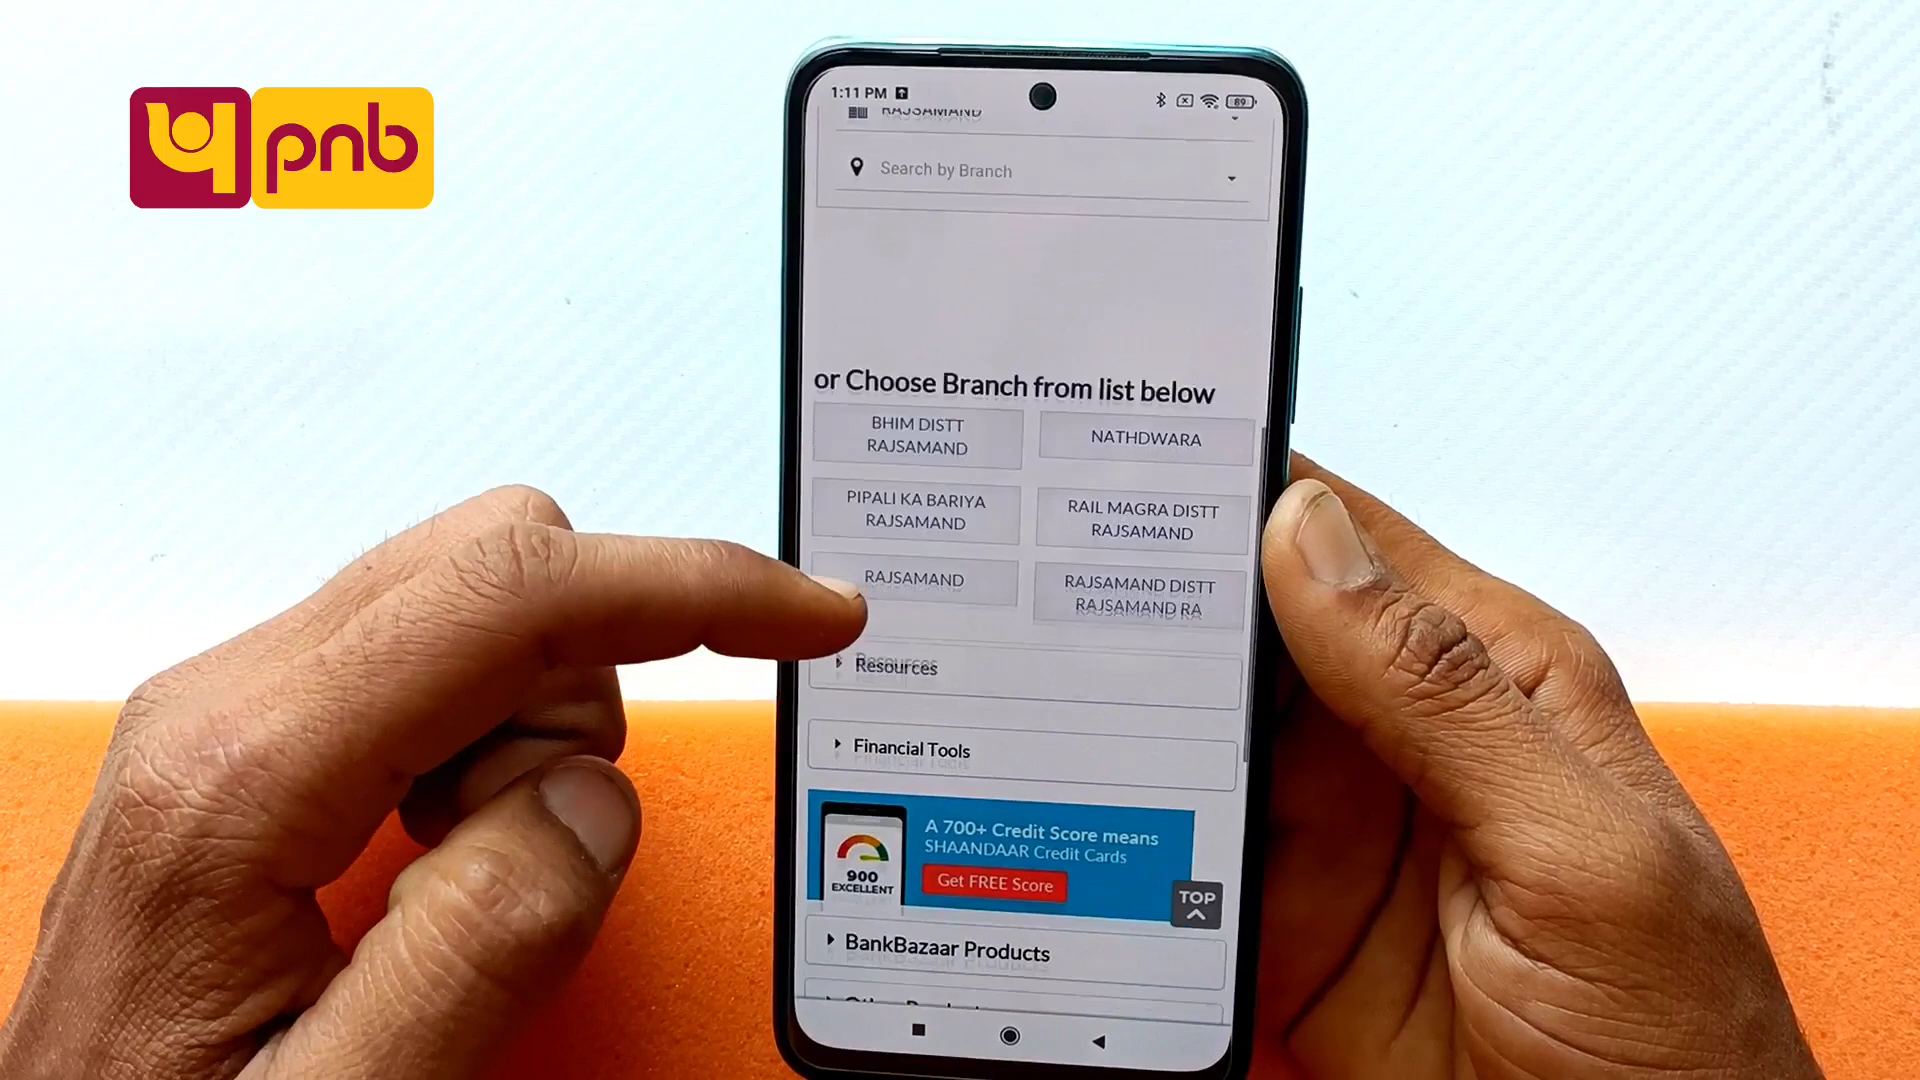 pnb
1:11 PM
89
RAJSAMAND
Search by Branch
or Choose Branch from list below
BHIM DISTT
RAJSAMAND
NATHDWARA
PIPALI KA BARIYA
RAJSAMAND
RAIL MAGRA DISTT
RAJSAMAND
RAJSAMAND
RAJSAMAND DISTT
RAJSAMAND RA
Resources
Financial Tools
A 700+ Credit Score means
SHAANDAAR Credit Cards
900
EXCELLENT
Get FREE Score
TOP
BankBazaar Products